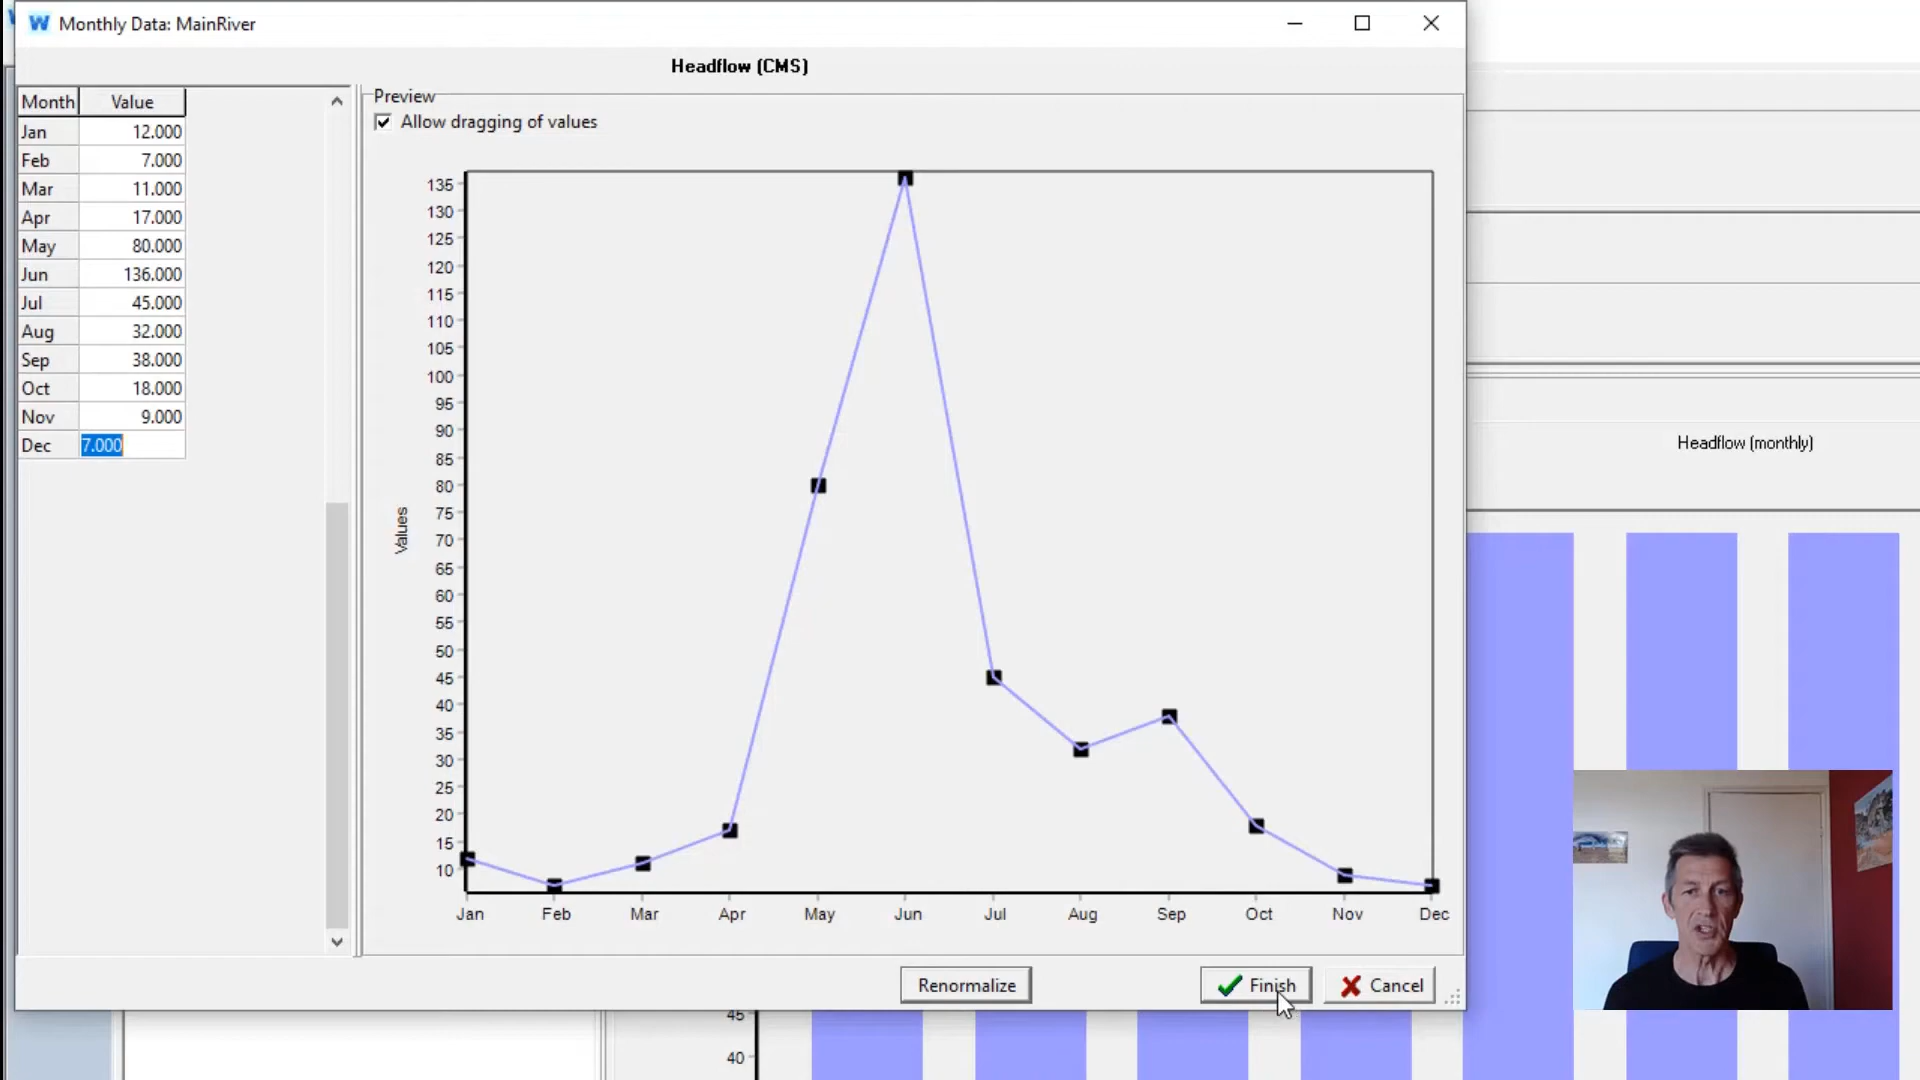 W Monthly Data: MainRiver
Headflow (CMS)
Month Value
Jan 12.000
Feb 7.000
Mar 11.000
Apr 17.000
May 80.000
Jun 136.000
Jul 45.000
Aug 32.000
Sep 38.000
Oct 18.000
Nov 9.000
Dec 7.000
Preview
Allow dragging of values
135
130
125
120
115
110
105
100
95
90
85
80
75
70
65
60
55
50
45
40
35
30
25
20
15
10
Values
Jan Feb Mar Apr May Jun Jul Aug Sep Oct Nov Dec
Renormalize Finish Cancel
Headflow (monthly)
45
40